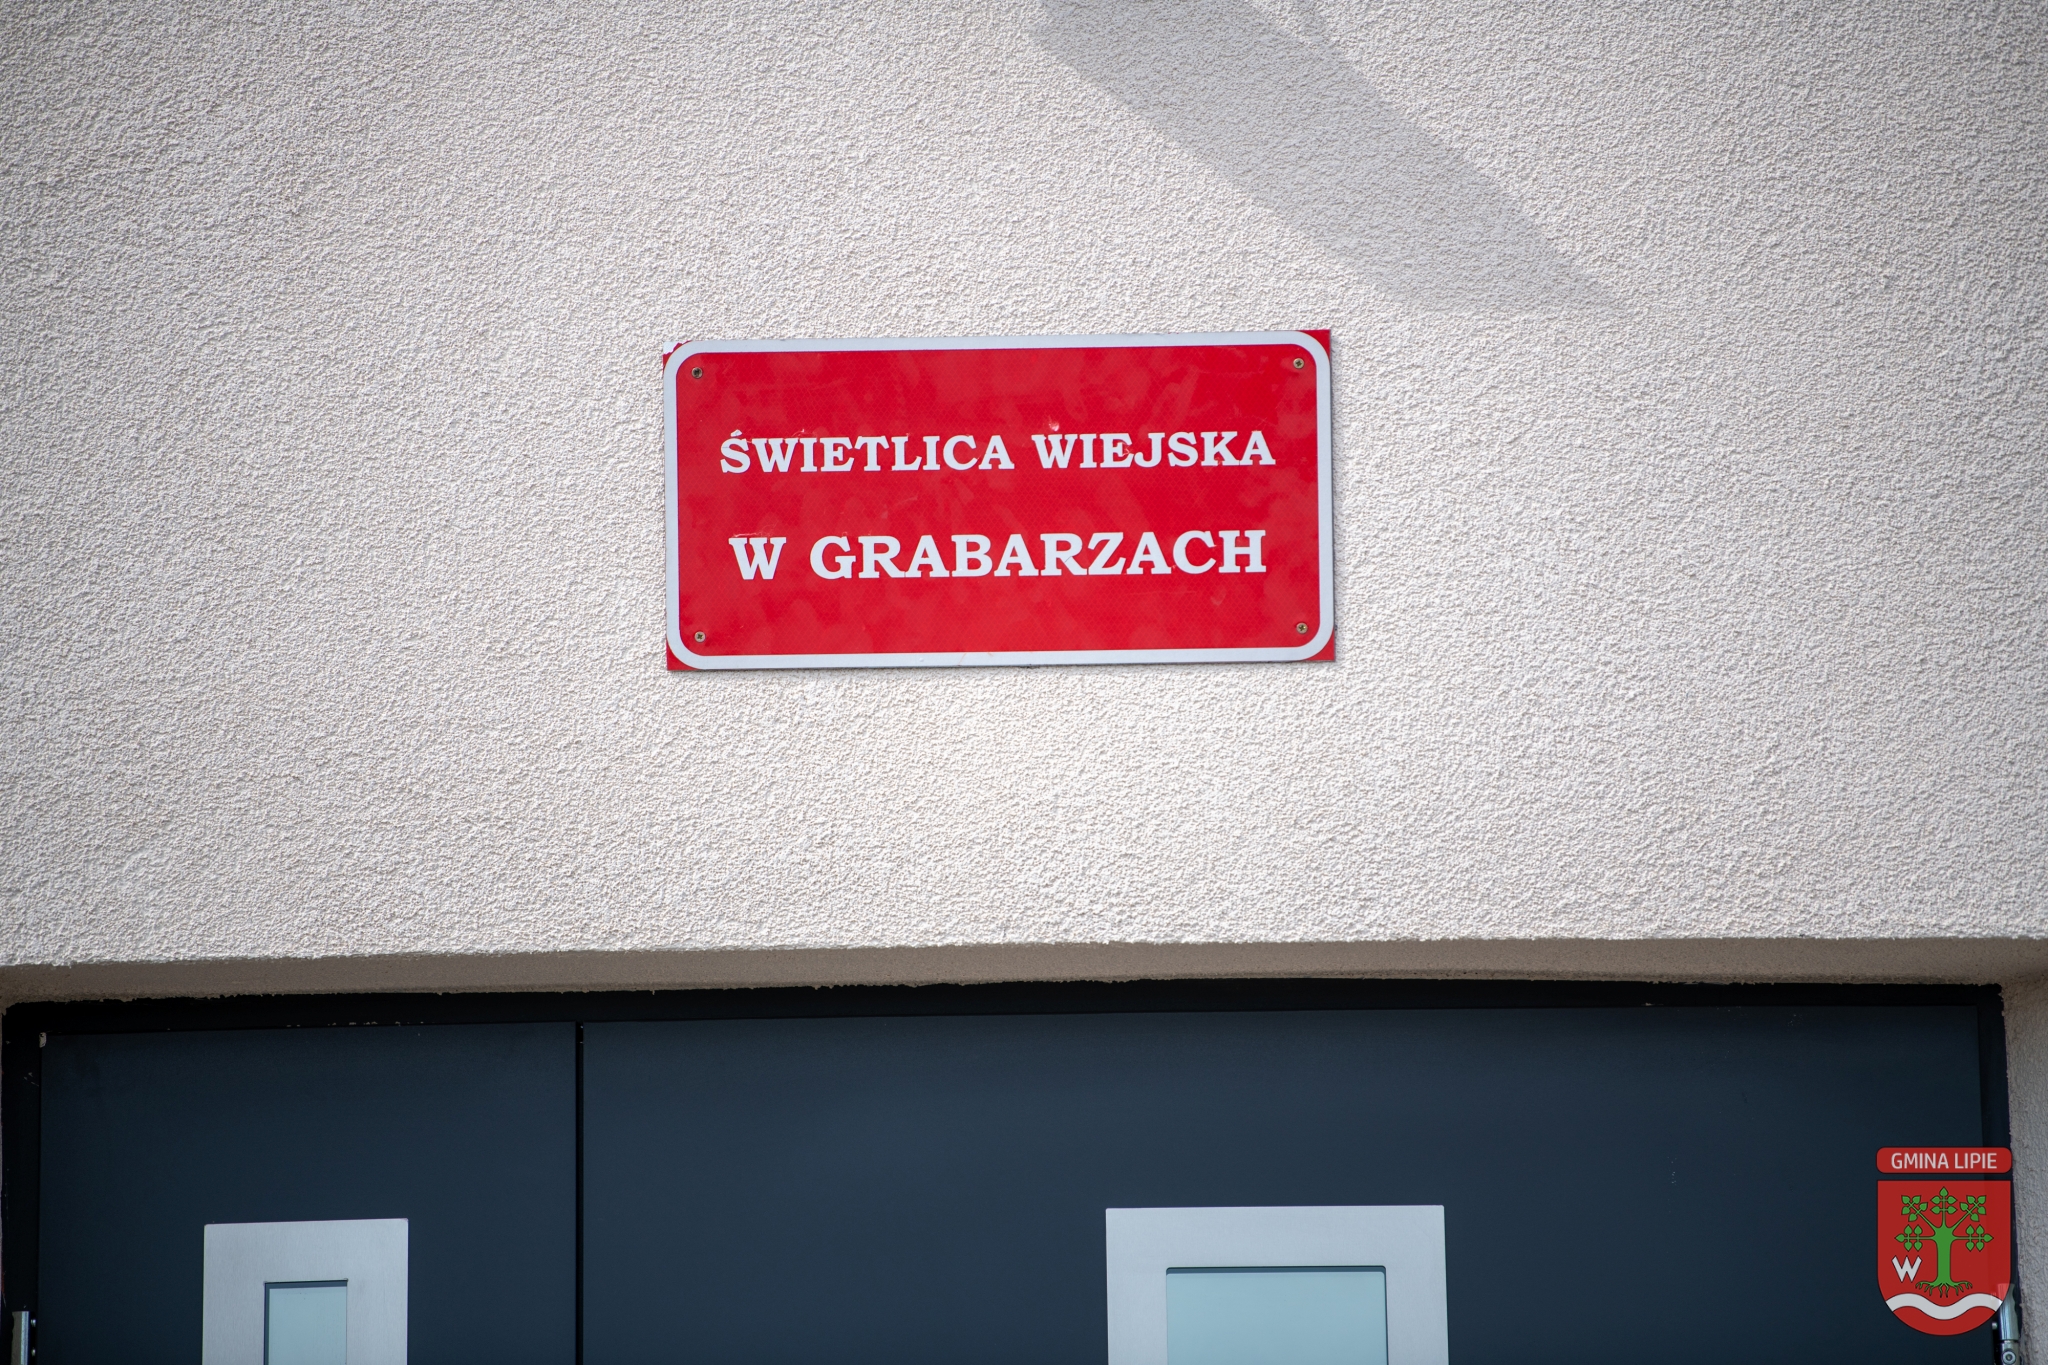 ŚWIETLICA WIEJSKA
W GRABARZACH
GMINA LIPIE
W